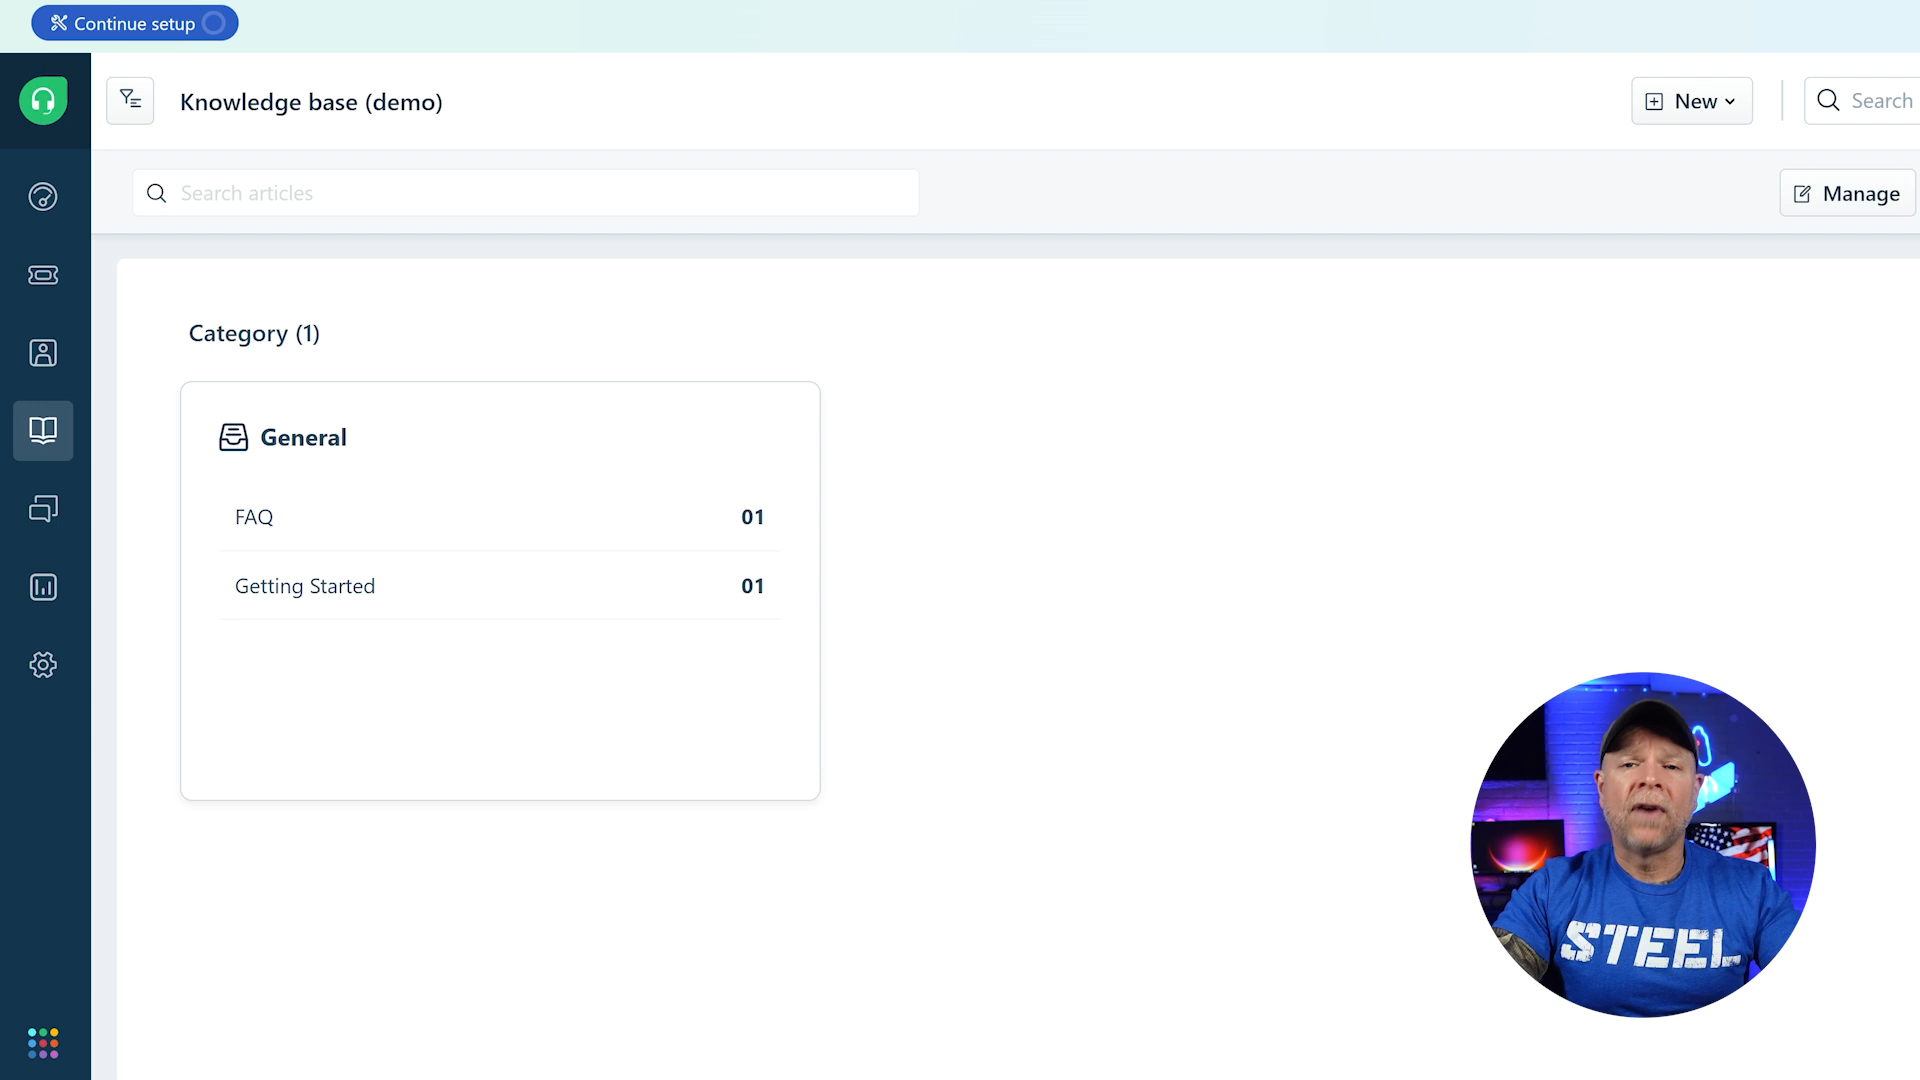 Continue setup
Knowledge base (demo)
New
Search
Search articles
Manage
Category (1)
General
FAQ 01
Getting Started 01
STEEL